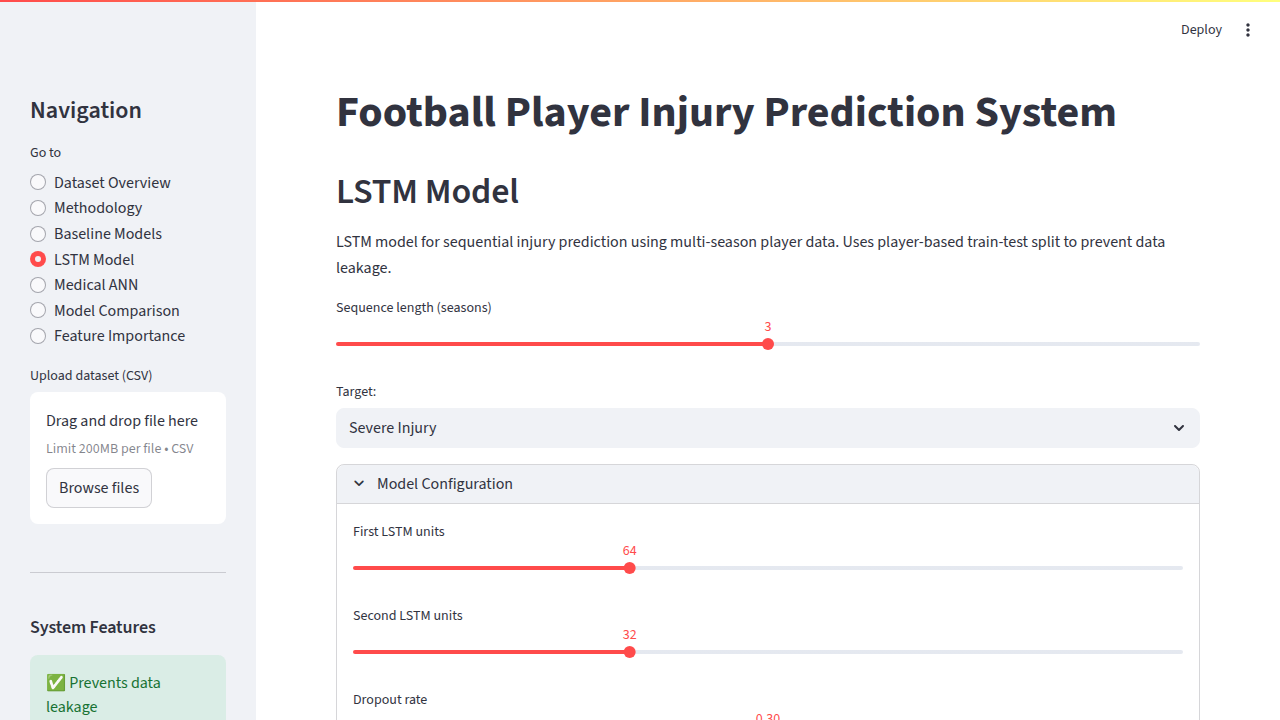 Deploy
Navigation
Go to
Dataset Overview
Methodology
Baseline Models
LSTM Model
Medical ANN
Model Comparison
Feature Importance
Upload dataset (CSV)
Drag and drop file here
Limit 200MB per file • CSV
Browse files
System Features
✅ Prevents data
leakage
Football Player Injury Prediction System
LSTM Model
LSTM model for sequential injury prediction using multi-season player data. Uses player-based train-test split to prevent data
leakage.
Sequence length (seasons)
3
Target:
Severe Injury
Model Configuration
First LSTM units
64
Second LSTM units
32
Dropout rate
0.30